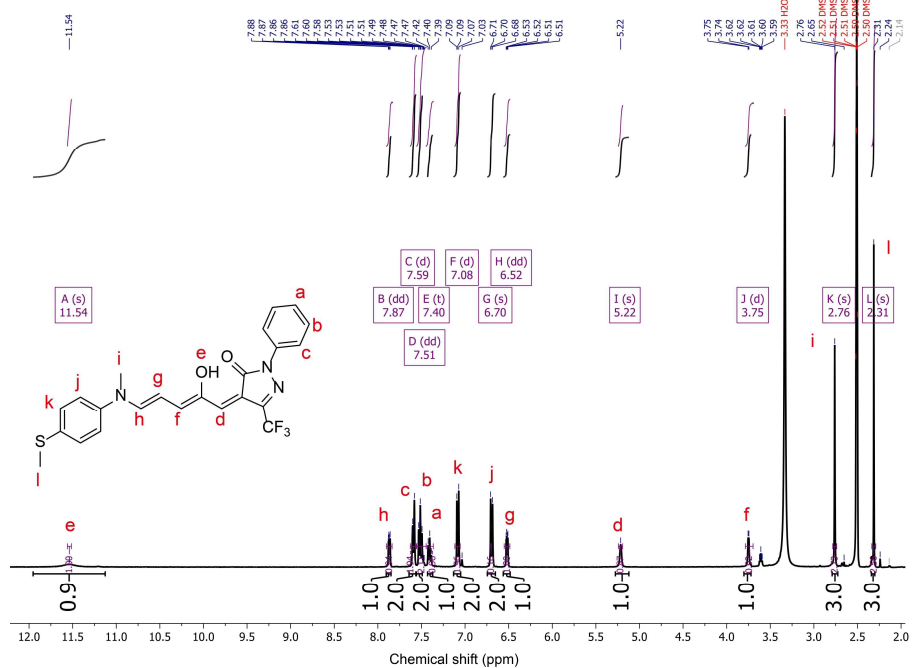 11.54
7.88
7.87
7.86
7.86
7.61
7.60
7.58
7.53
7.53
7.51
7.51
7.49
7.48
7.47
7.47
7.42
7.40
7.39
7.09
7.09
7.07
7.03
6.71
6.70
6.68
6.53
6.52
6.51
6.51
5.22
3.75
3.74
3.62
3.62
3.61
3.60
3.59
3.33 H2O
2.76
2.65
2.52 DMS
2.51 DMS
2.51 DMS
2.50 DMS
2.50 DMS
2.31
2.24
2.14
l
C (d)
7.59
F (d)
7.08
H (dd)
6.52
A (s)
11.54
B (dd)
7.87
E (t)
7.40
G (s)
6.70
I (s)
5.22
J (d)
3.75
K (s)
2.76
L (s)
2.31
D (dd)
7.51
a
b
c
e
i
j
g
k
h
f
d
l
O
OH
N
N
N
S
CF3
i
k
j
b
c
a
h
g
e
d
f
0.9
1.0
2.0
2.0
1.0
2.0
2.0
1.0
1.0
1.0
3.0
3.0
12.0 11.5 11.0 10.5 10.0 9.5 9.0 8.5 8.0 7.5 7.0 6.5 6.0 5.5 5.0 4.5 4.0 3.5 3.0 2.5 2.0
Chemical shift (ppm)